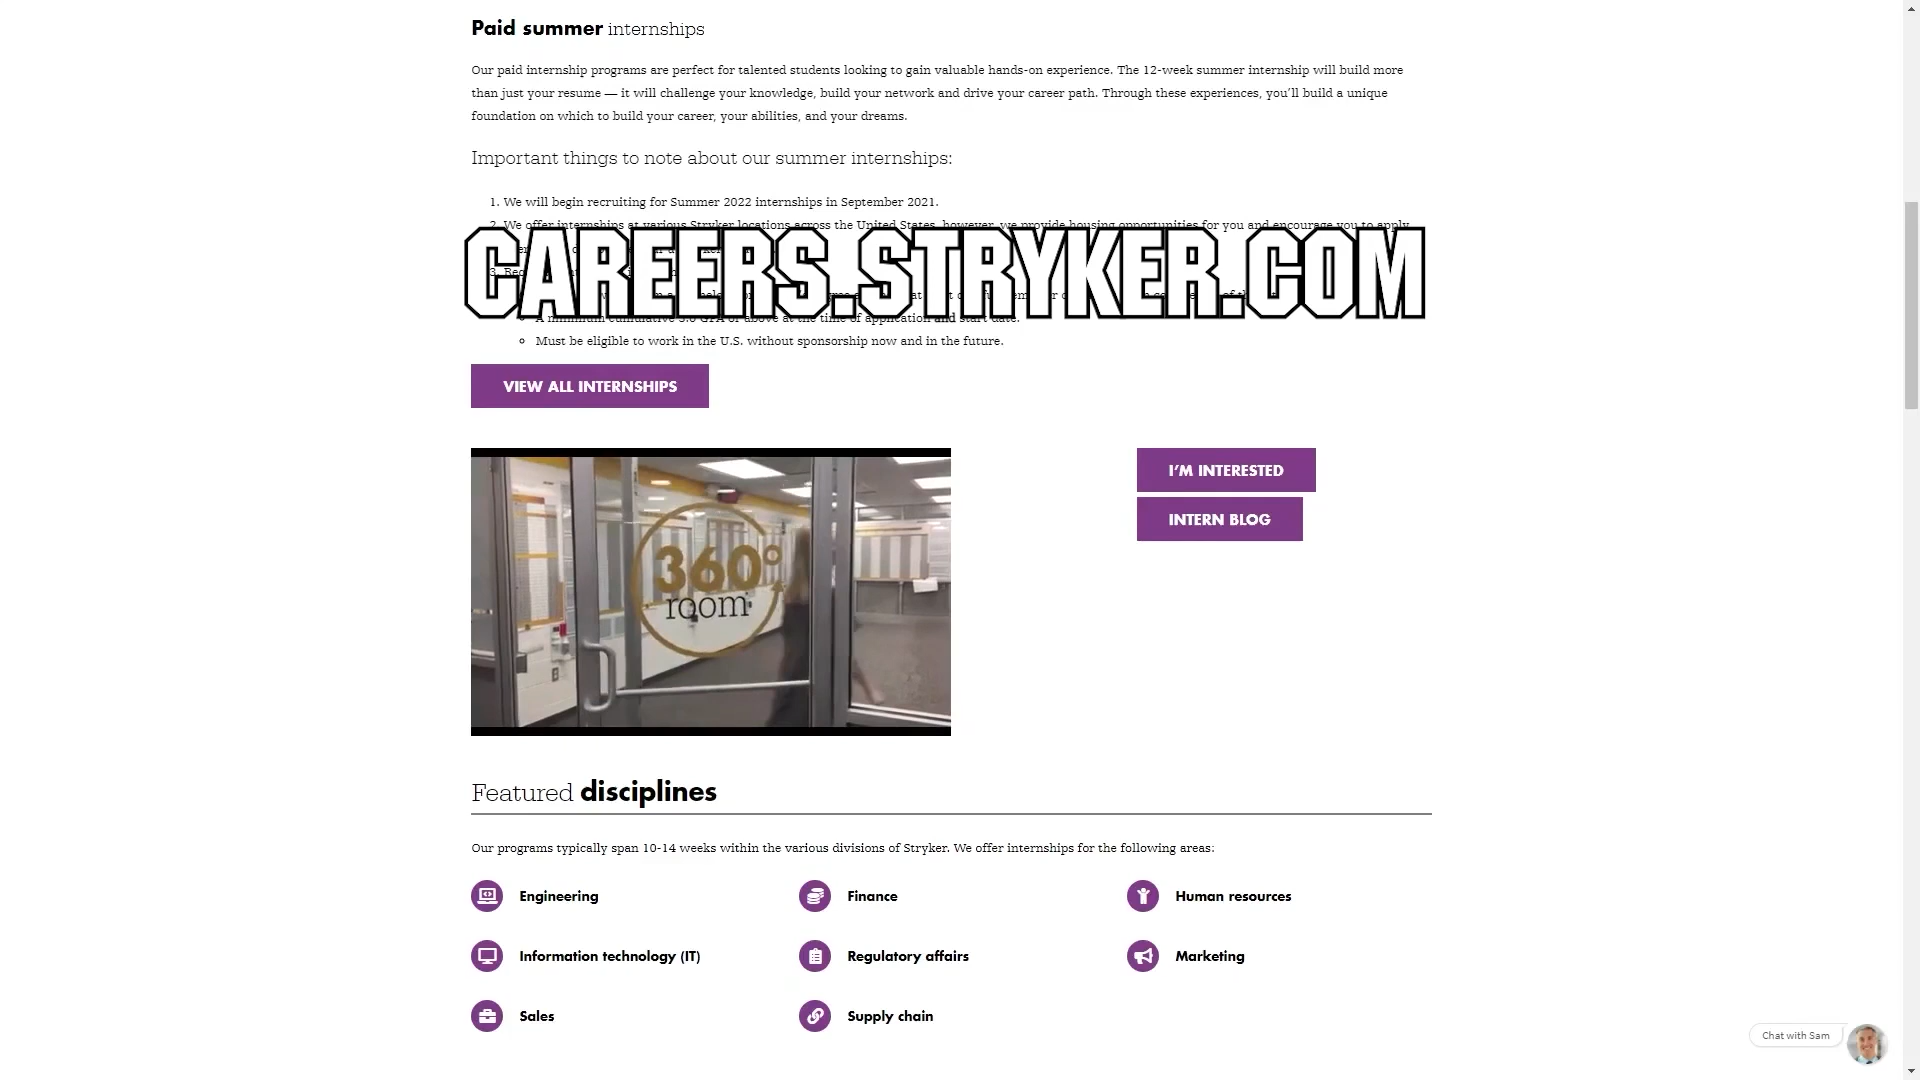 Paid summer internships
Our paid internship programs are perfect for talented students looking to gain valuable hands-on experience. The 12-week summer internship will build more
than just your resume — it will challenge your knowledge, build your network and drive your career path. Through these experiences, you'll build a unique
foundation on which to build your career, your abilities, and your dreams.
Important things to note about our summer internships:
1. We will begin recruiting for Summer 2022 internships in September 2021.
2. We offer internships at various Stryker locations across the United States, however, we provide housing opportunities for you and encourage you to apply
CAREERS.STRYKER.COM
3.
A minimum cumulative 3.0 GPA or above at the time of application and start date.
Must be eligible to work in the U.S. without sponsorship now and in the future.
VIEW ALL INTERNSHIPS
I'M INTERESTED
INTERN BLOG
360°
room
Featured disciplines
Our programs typically span 10-14 weeks within the various divisions of Stryker. We offer internships for the following areas:
Engineering
Finance
Human resources
Information technology (IT)
Regulatory affairs
Marketing
Sales
Supply chain
Chat with Sam